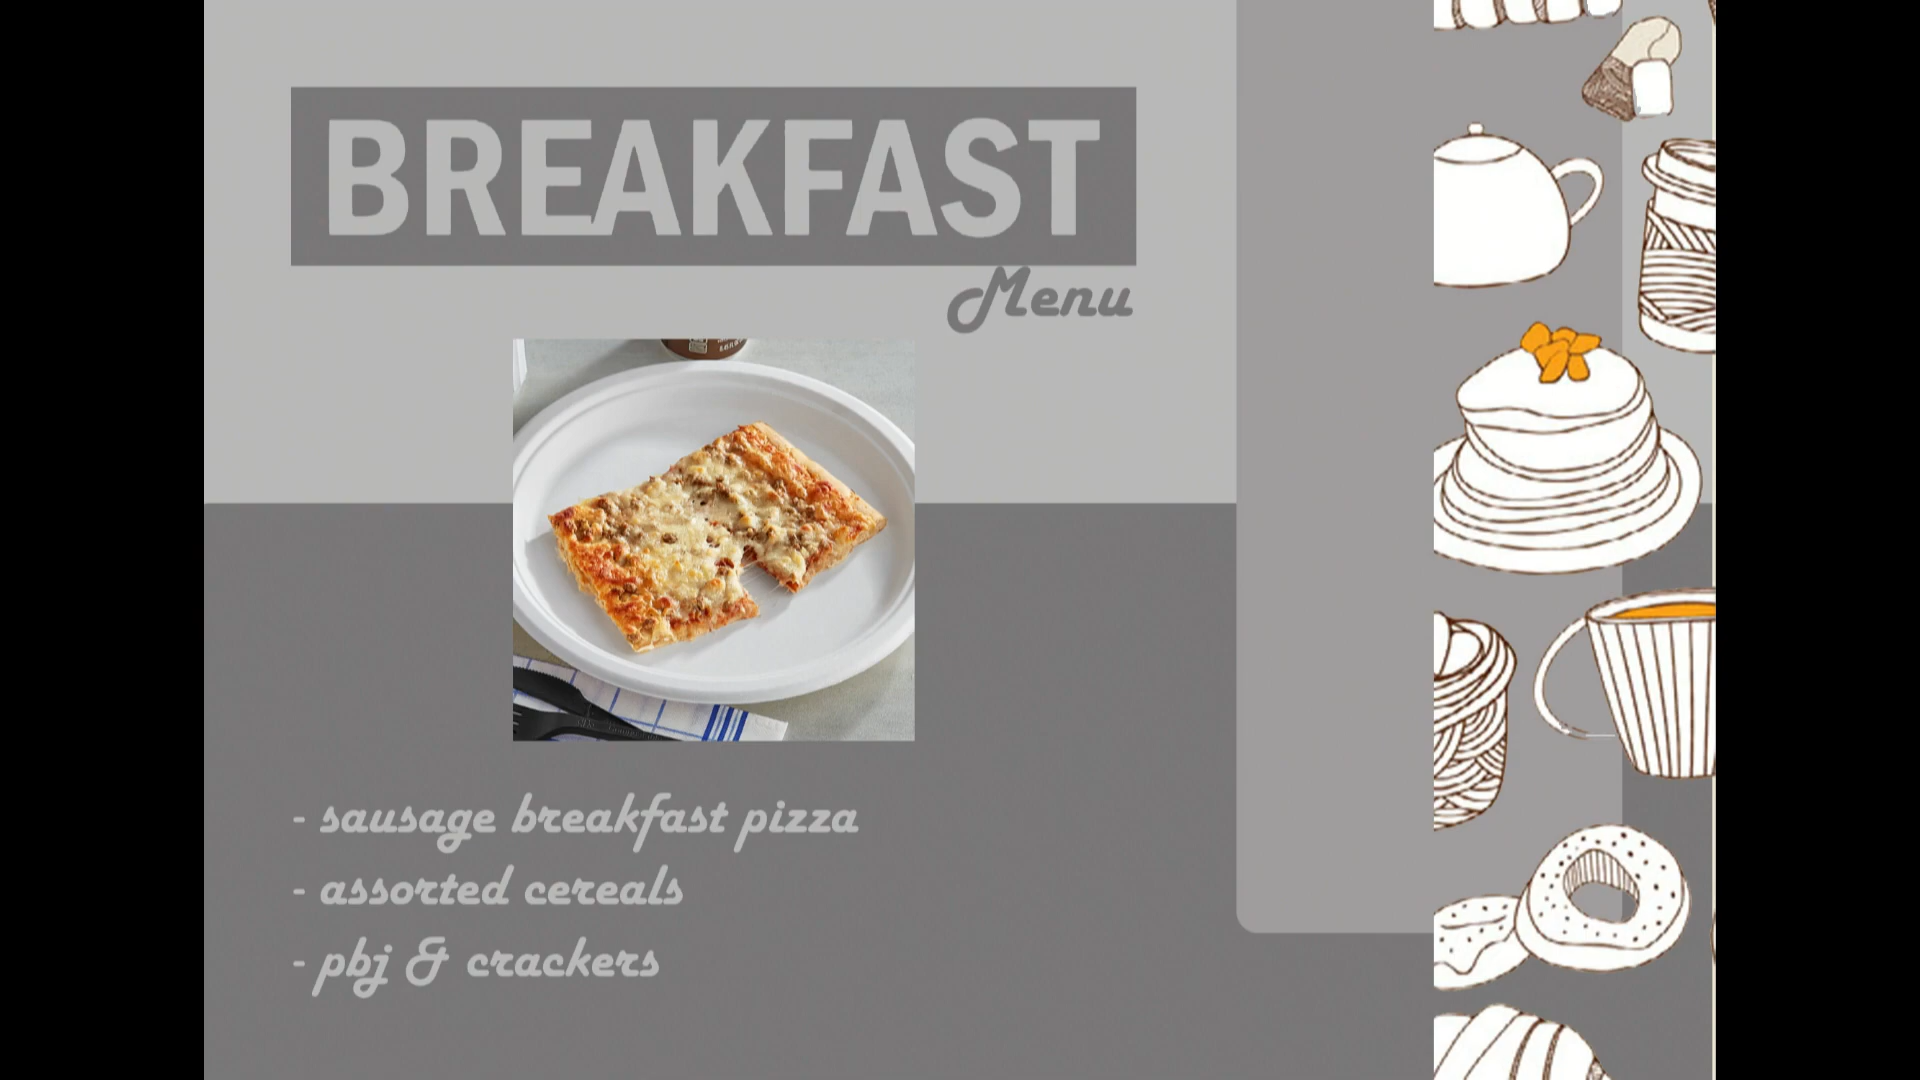 BREAKFAST
Menu
- sausage breakfast pizza
- assorted cereals
- pbj & crackers